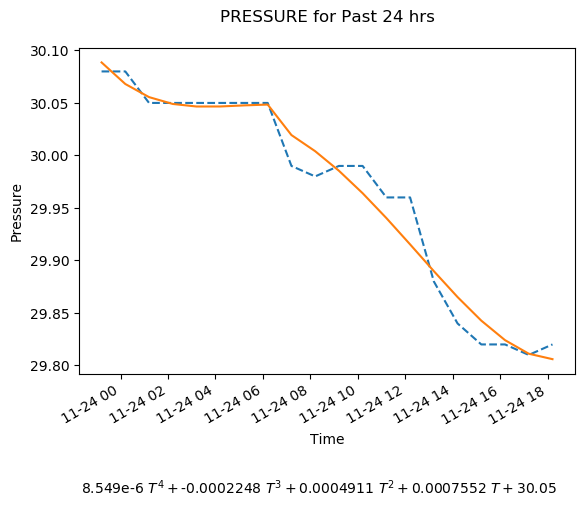 PRESSURE for Past 24 hrs
30.10
30.05
30.00
29.95
29.90
29.85
29.80
Pressure
11-24 00 11-24 02 11-24 04 11-24 06 11-24 08 11-24 10 11-24 12 11-24 14 11-24 16 11-24 18
Time
8.549e-6 T⁴ + -0.0002248 T³ + 0.0004911 T² + 0.0007552 T + 30.05